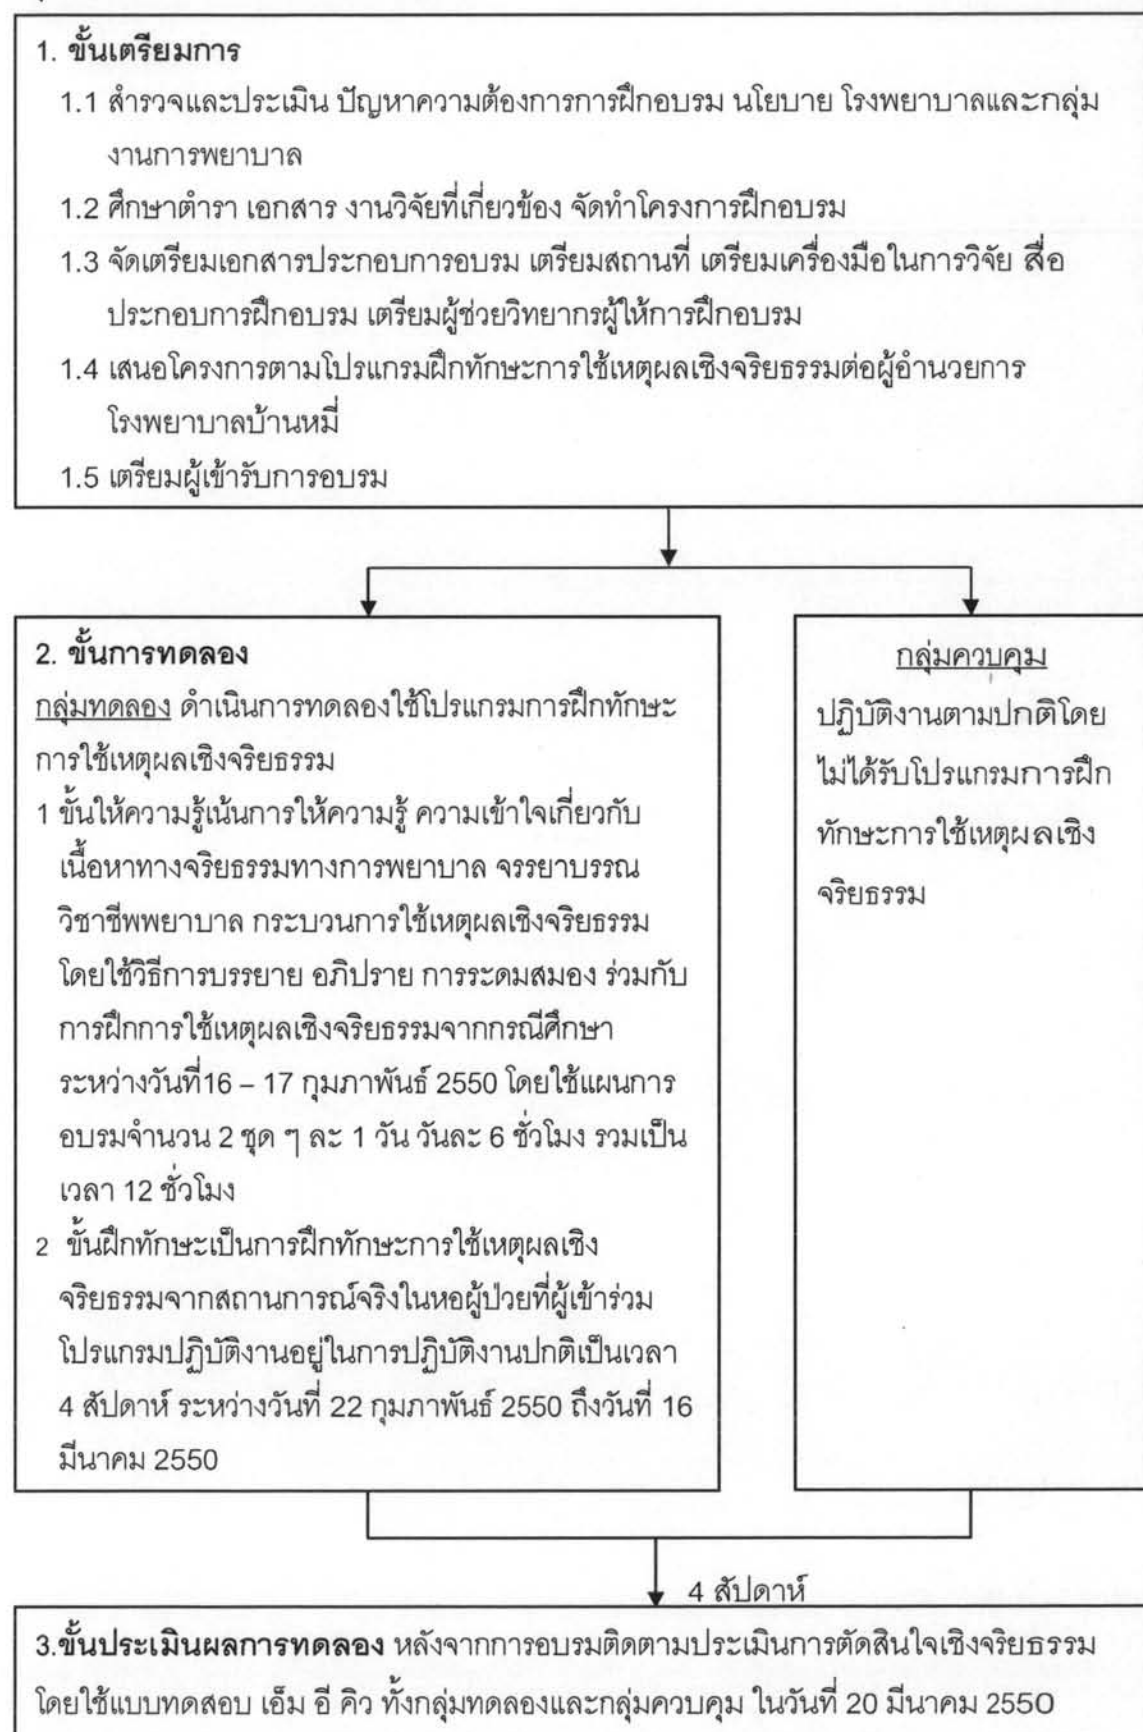 1. ขั้นเตรียมการ
1.1 สำรวจและประเมิน ปัญหาความต้องการการฝึกอบรม นโยบาย โรงพยาบาลและกลุ่ม
งานการพยาบาล
1.2 ศึกษาตำรา เอกสาร งานวิจัยที่เกี่ยวข้อง จัดทำโครงการฝึกอบรม
1.3 จัดเตรียมเอกสารประกอบการอบรม เตรียมสถานที่ เตรียมเครื่องมือในการวิจัย สื่อ
ประกอบการฝึกอบรม เตรียมผู้ช่วยวิทยากรผู้ให้การฝึกอบรม
1.4 เสนอโครงการตามโปรแกรมฝึกทักษะการใช้เหตุผลเชิงจริยธรรมต่อผู้อำนวยการ
โรงพยาบาลบ้านหมี่
1.5 เตรียมผู้เข้ารับการอบรม
2. ขั้นการทดลอง
กลุ่มทดลอง ดำเนินการทดลองใช้โปรแกรมการฝึกทักษะ
การใช้เหตุผลเชิงจริยธรรม
1 ขั้นให้ความรู้เน้นการให้ความรู้ ความเข้าใจเกี่ยวกับ
เนื้อหาทางจริยธรรมทางการพยาบาล จรรยาบรรณ
วิชาชีพพยาบาล กระบวนการใช้เหตุผลเชิงจริยธรรม
โดยใช้วิธีการบรรยาย อภิปราย การระดมสมอง ร่วมกับ
การฝึกการใช้เหตุผลเชิงจริยธรรมจากกรณีศึกษา
ระหว่างวันที่16 – 17 กุมภาพันธ์ 2550 โดยใช้แผนการ
อบรมจำนวน 2 ชุด ๆ ละ 1 วัน วันละ 6 ชั่วโมง รวมเป็น
เวลา 12 ชั่วโมง
2 ขั้นฝึกทักษะเป็นการฝึกทักษะการใช้เหตุผลเชิง
จริยธรรมจากสถานการณ์จริงในหอผู้ป่วยที่ผู้เข้าร่วม
โปรแกรมปฏิบัติงานอยู่ในการปฏิบัติงานปกติเป็นเวลา
4 สัปดาห์ ระหว่างวันที่ 22 กุมภาพันธ์ 2550 ถึงวันที่ 16
มีนาคม 2550
กลุ่มควบคุม
ปฏิบัติงานตามปกติโดย
ไม่ได้รับโปรแกรมการฝึก
ทักษะการใช้เหตุผลเชิง
จริยธรรม
4 สัปดาห์
3.ขั้นประเมินผลการทดลอง หลังจากการอบรมติดตามประเมินการตัดสินใจเชิงจริยธรรม
โดยใช้แบบทดสอบ เอ็ม อี คิว ทั้งกลุ่มทดลองและกลุ่มควบคุม ในวันที่ 20 มีนาคม 2550